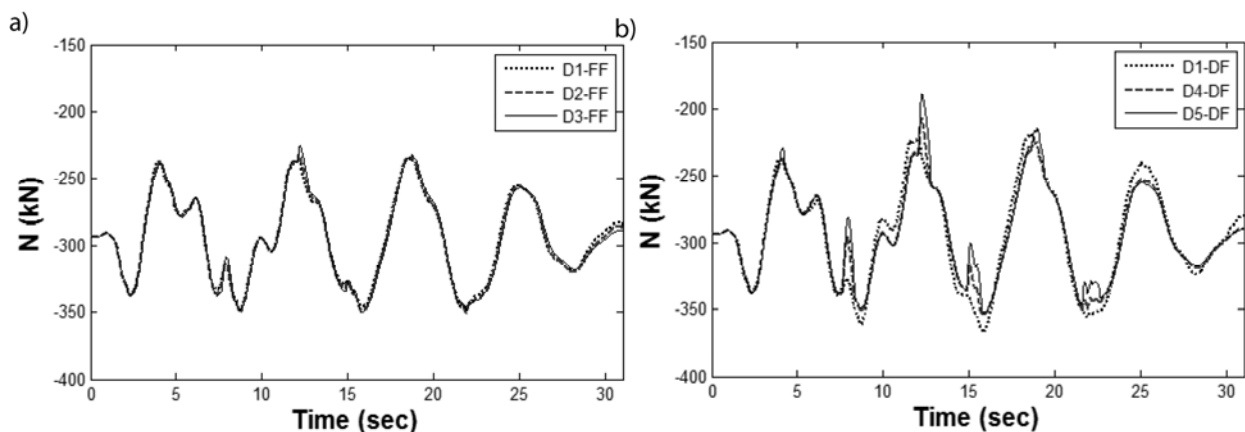 a)
-150
-200
-250
-300
-350
-400
N (kN)
D1-FF
D2-FF
D3-FF
0 5 10 15 20 25 30
Time (sec)
b)
-150
-200
-250
-300
-350
-400
N (kN)
D1-DF
D4-DF
D5-DF
0 5 10 15 20 25 30
Time (sec)